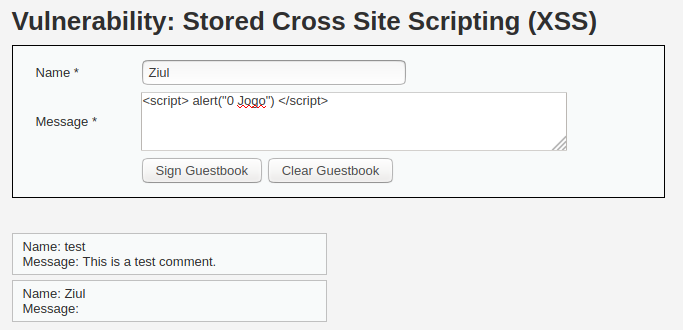 Vulnerability: Stored Cross Site Scripting (XSS)
Name * Ziul
Message * <script> alert("0 Jogo") </script>
Sign Guestbook Clear Guestbook
Name: test
Message: This is a test comment.
Name: Ziul
Message: